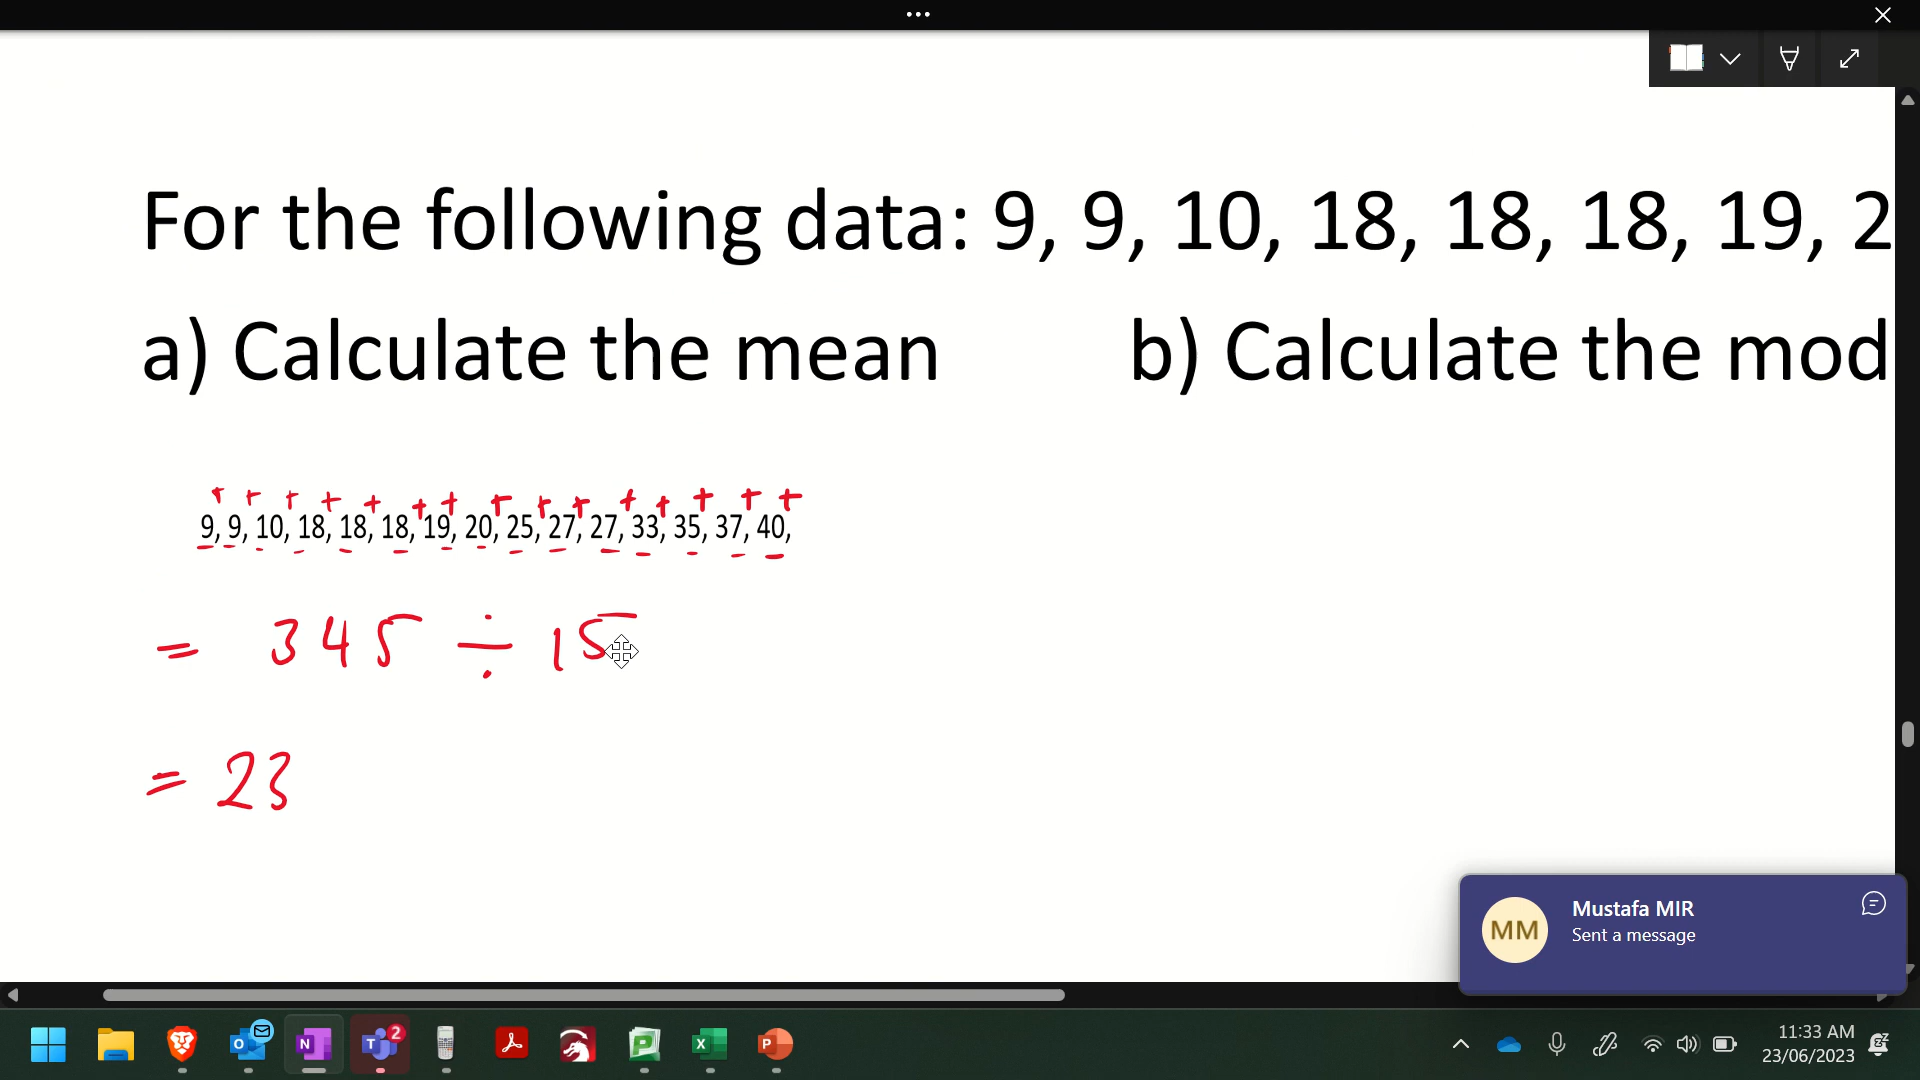 For the following data: 9, 9, 10, 18, 18, 18, 19, 2
a) Calculate the mean
b) Calculate the mod
+ + + + + + + + + + + + + + +
9, 9, 10, 18, 18, 18, 19, 20, 25, 27, 27, 33, 35, 37, 40,
= 345 ÷ 15
= 23
MM
Mustafa MIR
Sent a message
O
N
T
2
X
P
11:33 AM
23/06/2023